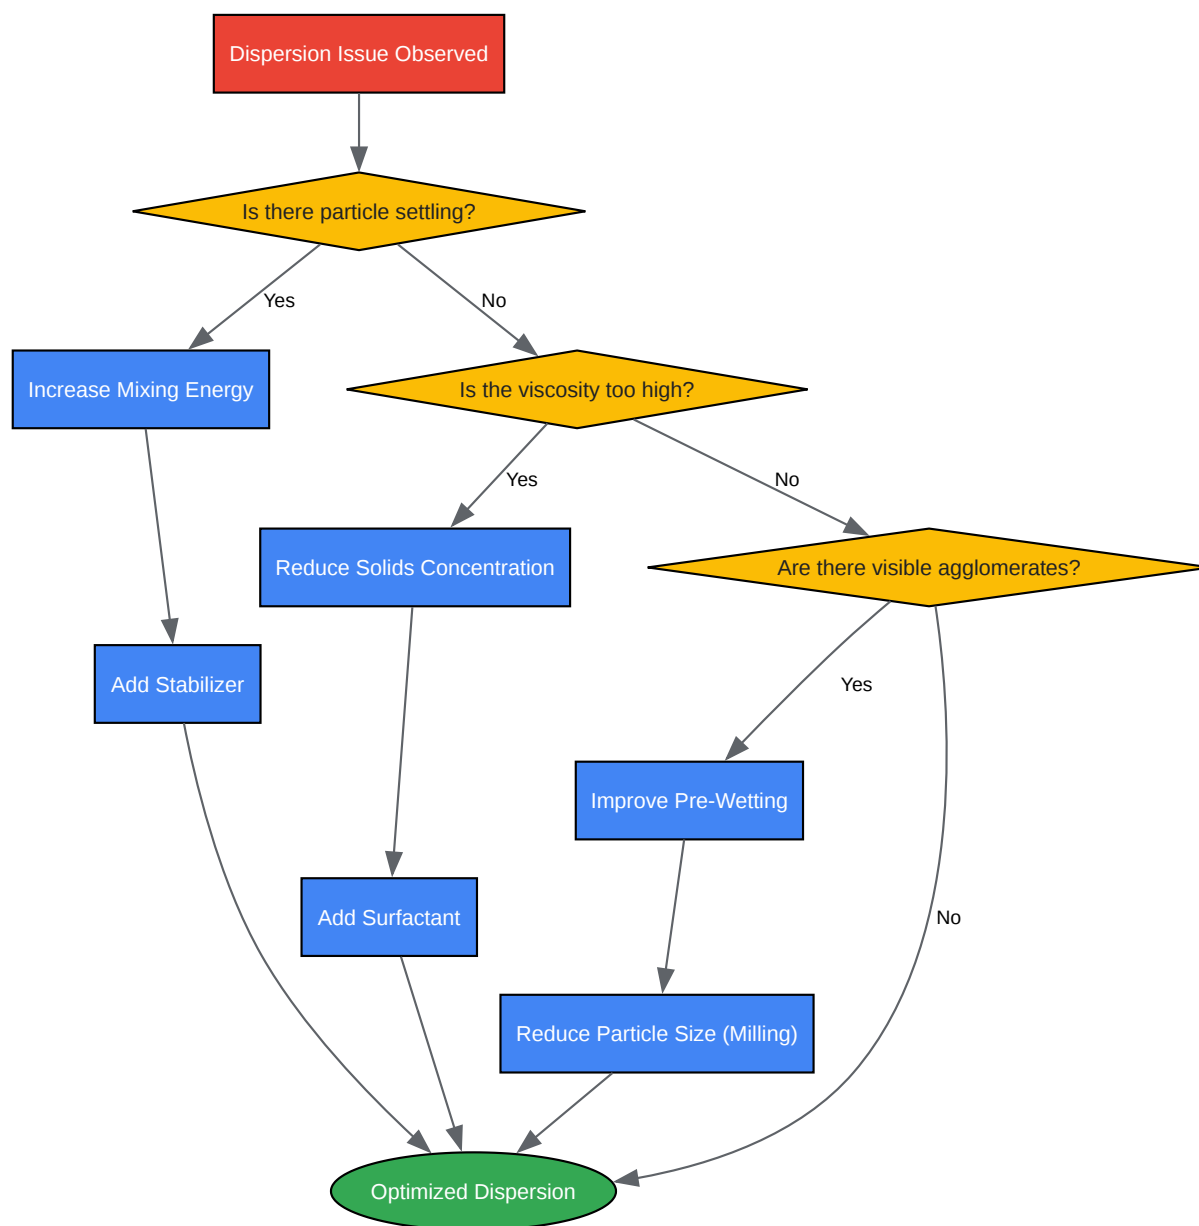 Dispersion Issue Observed
Is there particle settling?
Yes
No
Increase Mixing Energy
Is the viscosity too high?
Yes
No
Reduce Solids Concentration
Are there visible agglomerates?
Add Stabilizer
Yes
Improve Pre-Wetting
Add Surfactant
No
Reduce Particle Size (Milling)
Optimized Dispersion